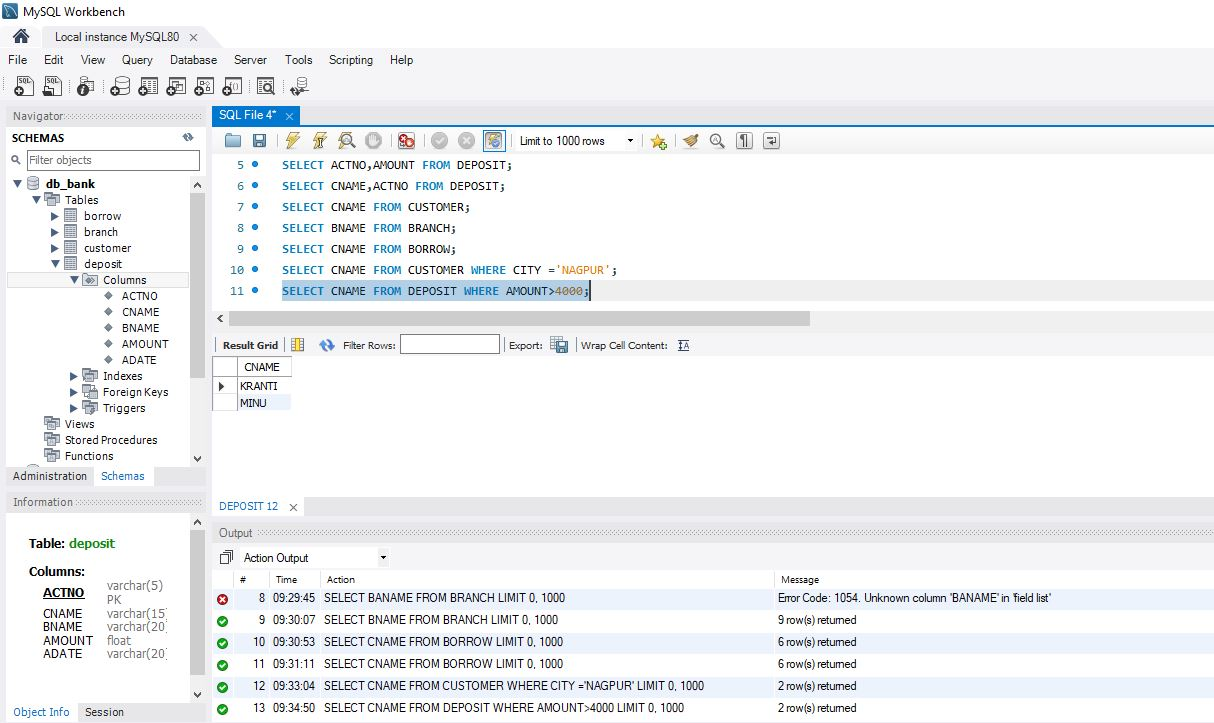 MySQL Workbench
Local instance MySQL80
File Edit View Query Database Server Tools Scripting Help
Navigator
SCHEMAS
Filter objects
db_bank
Tables
borrow
branch
customer
deposit
Columns
ACTNO
CNAME
BNAME
AMOUNT
ADATE
Indexes
Foreign Keys
Triggers
Views
Stored Procedures
Functions
Administration Schemas
Information
Table: deposit
Columns:
ACTNO varchar(5)
PK
CNAME varchar(15)
BNAME varchar(20)
AMOUNT float
ADATE varchar(20)
Object Info Session
SQL File 4*
Limit to 1000 rows
5 SELECT ACTNO,AMOUNT FROM DEPOSIT;
6 SELECT CNAME,ACTNO FROM DEPOSIT;
7 SELECT CNAME FROM CUSTOMER;
8 SELECT BNAME FROM BRANCH;
9 SELECT CNAME FROM BORROW;
10 SELECT CNAME FROM CUSTOMER WHERE CITY ='NAGPUR';
11 SELECT CNAME FROM DEPOSIT WHERE AMOUNT>4000;
Result Grid Filter Rows: Export: Wrap Cell Content:
CNAME
KRANTI
MINU
DEPOSIT 12
Output
Action Output
# Time Action Message
8 09:29:45 SELECT BANAME FROM BRANCH LIMIT 0, 1000 Error Code: 1054. Unknown column 'BANAME' in 'field list'
9 09:30:07 SELECT BNAME FROM BRANCH LIMIT 0, 1000 9 row(s) returned
10 09:30:53 SELECT CNAME FROM BORROW LIMIT 0, 1000 6 row(s) returned
11 09:31:11 SELECT CNAME FROM BORROW LIMIT 0, 1000 6 row(s) returned
12 09:33:04 SELECT CNAME FROM CUSTOMER WHERE CITY ='NAGPUR' LIMIT 0, 1000 2 row(s) returned
13 09:34:50 SELECT CNAME FROM DEPOSIT WHERE AMOUNT>4000 LIMIT 0, 1000 2 row(s) returned